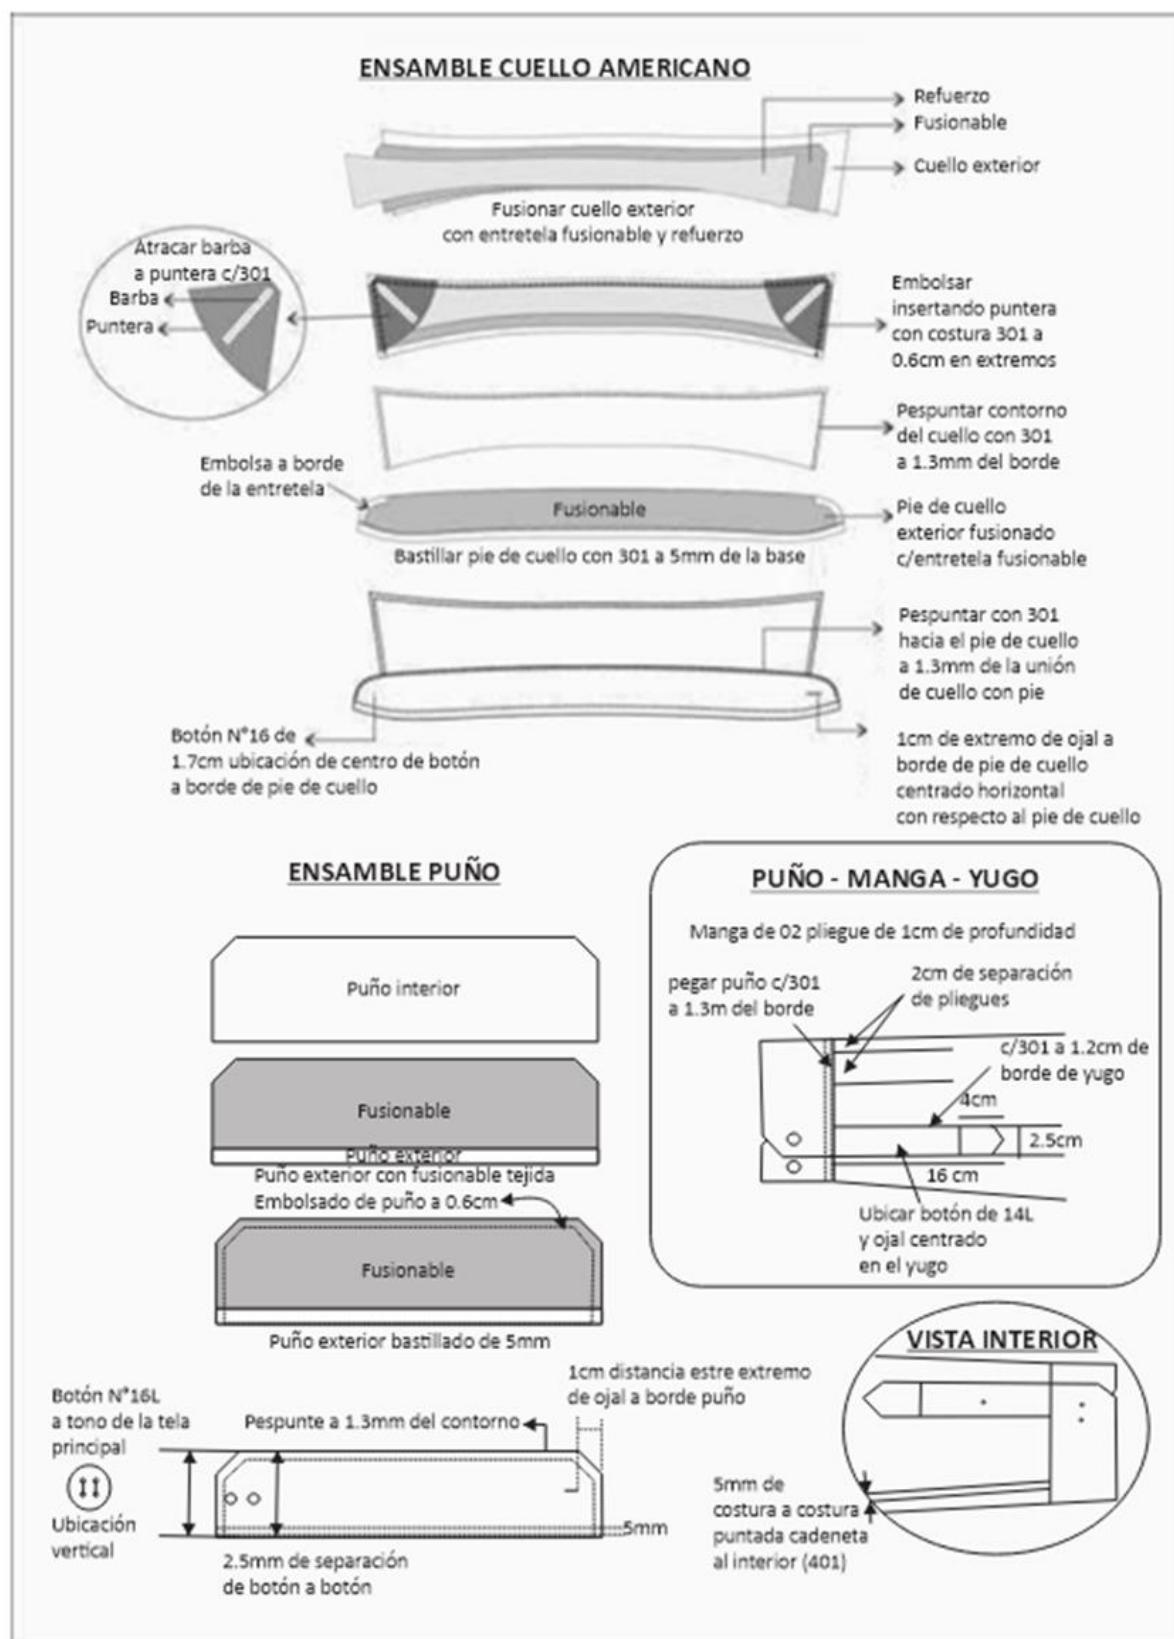 ENSAMBLE CUELLO AMERICANO
Refuerzo
Fusionable
Cuello exterior
Fusionar cuello exterior
con entretela fusionable y refuerzo
Atracar barba
a puntera c/301
Barba
Puntera
Embolsar
insertando puntera
con costura 301 a
0.6cm en extremos
Pespuntar contorno
del cuello con 301
a 1.3mm del borde
Embolsa a borde
de la entretela
Fusionable
Pie de cuello
exterior fusionado
c/entretela fusionable
Bastillar pie de cuello con 301 a 5mm de la base
Pespuntar con 301
hacia el pie de cuello
a 1.3mm de la unión
de cuello con pie
Botón N°16 de
1.7cm ubicación de centro de botón
a borde de pie de cuello
1cm de extremo de ojal a
borde de pie de cuello
centrado horizontal
con respecto al pie de cuello
ENSAMBLE PUÑO
Puño interior
Fusionable
Puño exterior
Puño exterior con fusionable tejida
Embolsado de puño a 0.6cm
Fusionable
Puño exterior bastillado de 5mm
PUÑO - MANGA - YUGO
Manga de 02 pliegue de 1cm de profundidad
pegar puño c/301
a 1.3m del borde
2cm de separación
de pliegues
c/301 a 1.2cm de
borde de yugo
4cm
2.5cm
16 cm
Ubicar botón de 14L
y ojal centrado
en el yugo
Botón N°16L
a tono de la tela
principal
Ubicación
vertical
Pespunte a 1.3mm del contorno
1cm distancia estre extremo
de ojal a borde puño
5mm
2.5mm de separación
de botón a botón
VISTA INTERIOR
5mm de
costura a costura
puntada cadeneta
al interior (401)